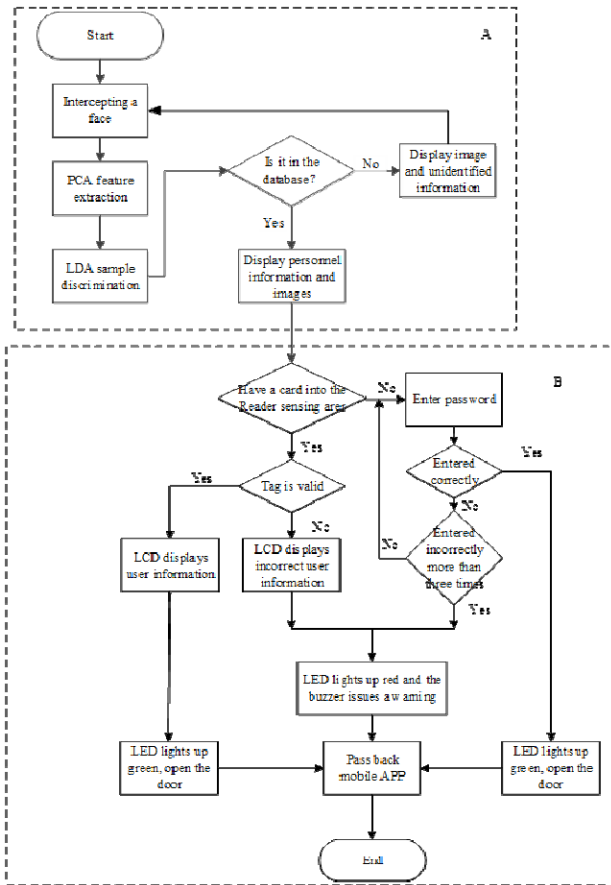 Start
A
Intercepting a
face
Is it in the
database?
No
Display image
and unidentified
information
PCA feature
extraction
Yes
LDA sample
discrimination
Display personnel
information and
images
B
Have a card into the
Reader sensing area
No
Enter password
Yes
Yes
Tag is valid
Entered
correctly
Yes
No
No
LCD displays
user information
LCD displays
incorrect user
information
No
Entered
incorrectly
more than
three times
Yes
LED lights up red and the
buzzer issues a warning
LED lights up
green, open the
door
Pass back
mobile APP
LED lights up
green, open the
door
End